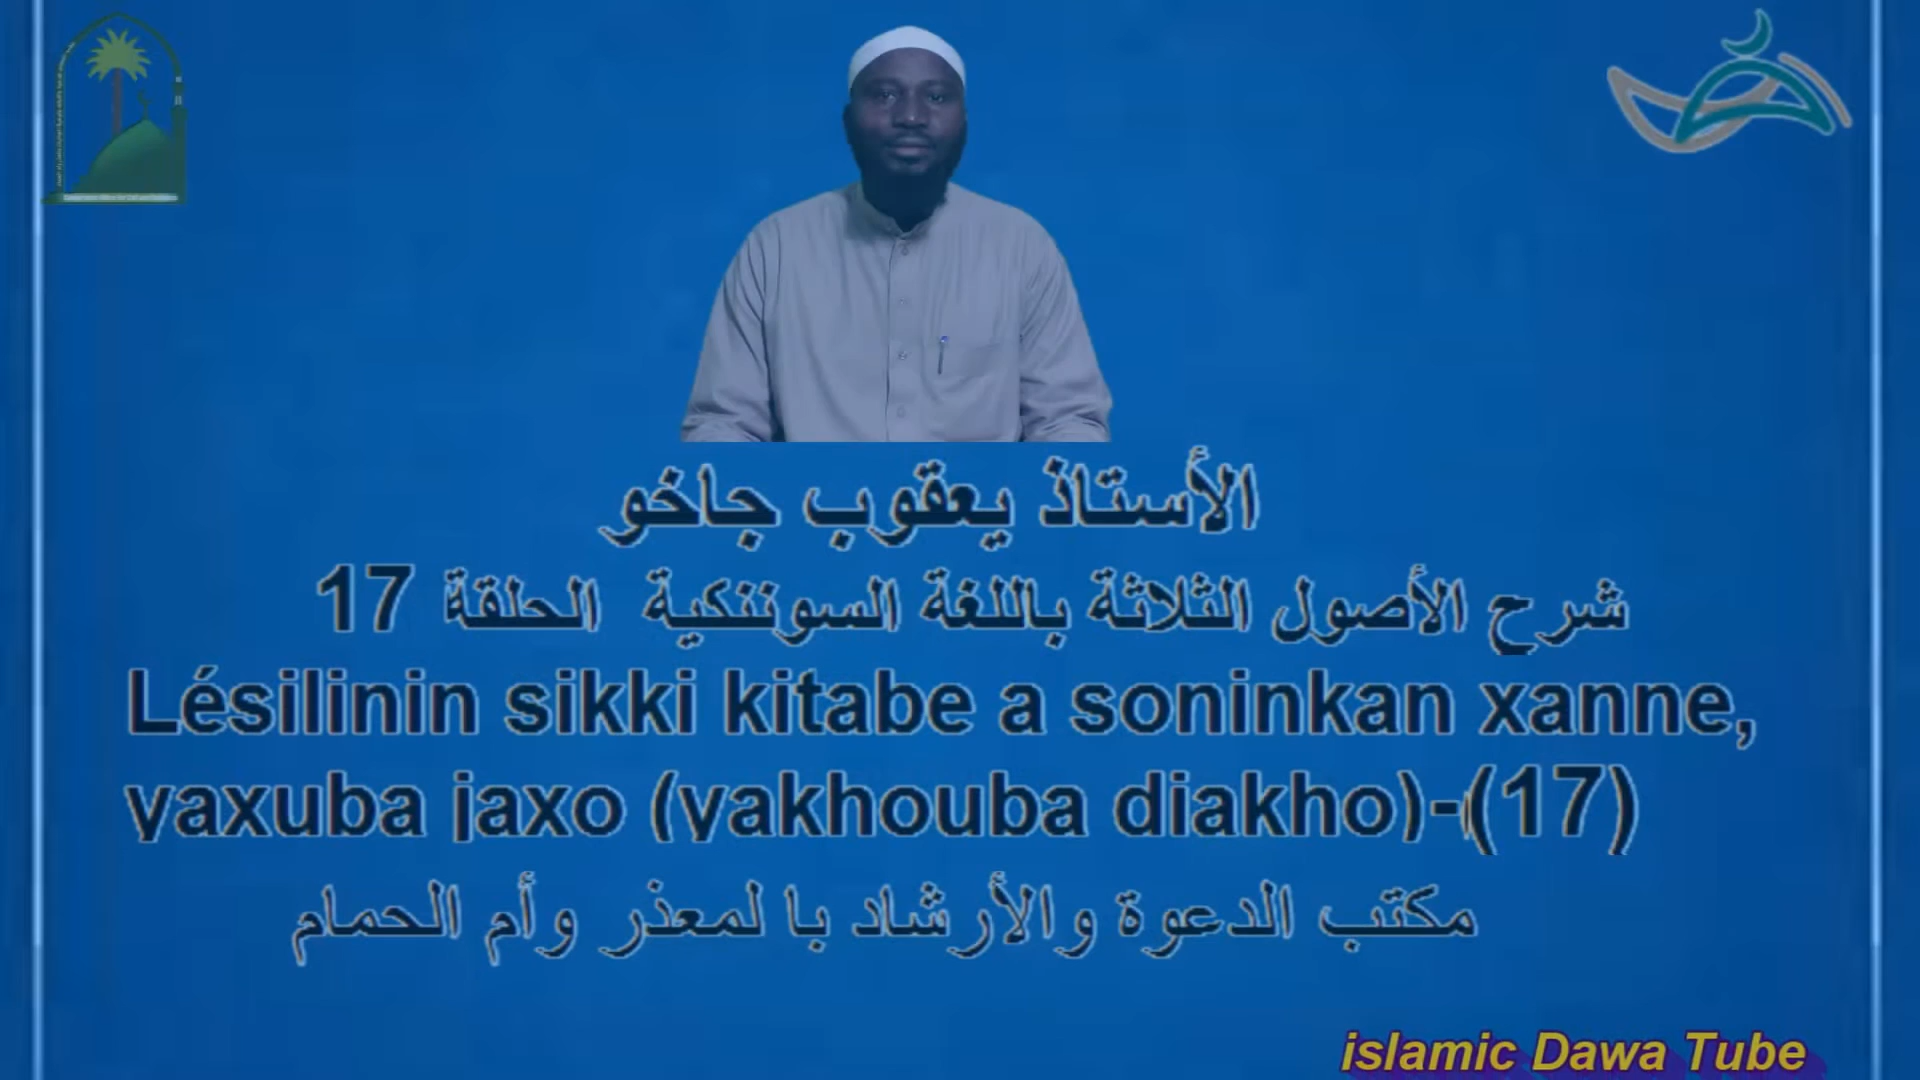 الأستاذ يعقوب جاخو
شرح الأصول الثلاثة باللغة السوننكية الحلقة 17
Lésilinin sikki kitabe a soninkan xanne,
yaxuba jaxo (yakhouba diakho)-(17)
مكتب الدعوة والأرشاد با لمعذر وأم الحمام
islamic Dawa Tube